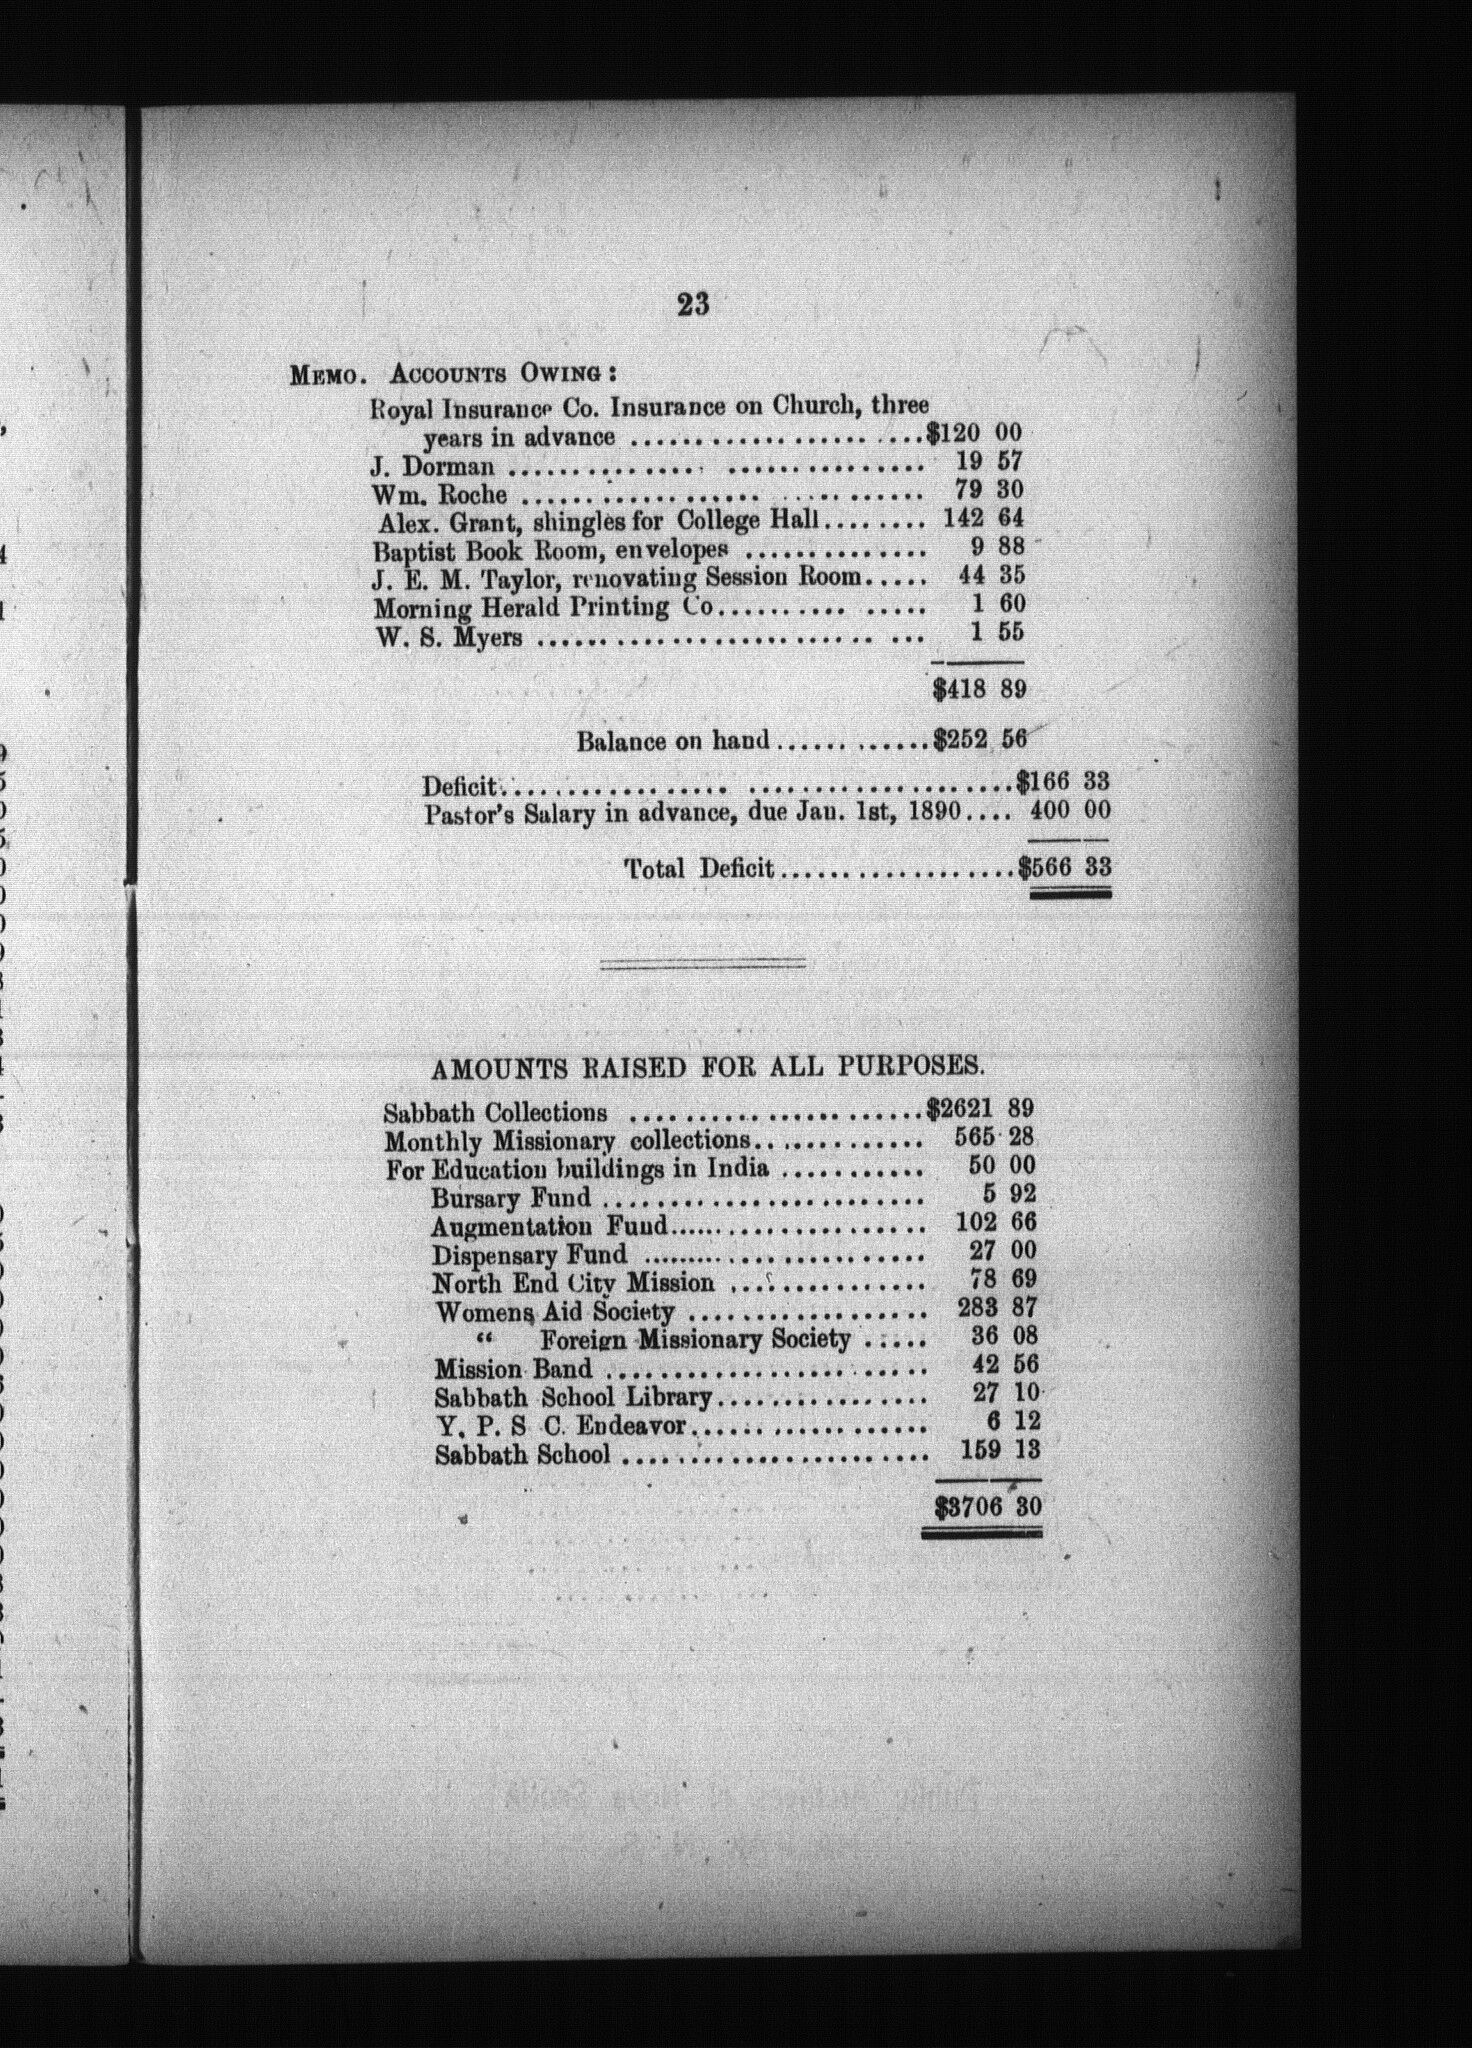 23
MEMO. ACCOUNTS OWING:
Royal Insurance Co. Insurance on Church, three
years in advance .................. ....$120 00
J. Dorman .............. .............. 19 57
Wm. Roche .................. ........... 79 30
Alex. Grant, shingles for College Hall........ 142 64
Baptist Book Room, envelopes .............. 9 88
J. E. M. Taylor, renovating Session Room..... 44 35
Morning Herald Printing Co.......... ..... 1 60
W. S. Myers ........................ ... 1 55
$418 89
Balance on hand ...... ......$252 56
Deficit................. ...................$166 33
Pastor's Salary in advance, due Jan. 1st, 1890.... 400 00
Total Deficit..................$566 33
AMOUNTS RAISED FOR ALL PURPOSES.
Sabbath Collections ......................$2621 89
Monthly Missionary collections............. 565 28
For Education buildings in India ........... 50 00
Bursary Fund ........................ 5 92
Augmentation Fund.................... 102 66
Dispensary Fund ...................... 27 00
North End City Mission ............... 78 69
Womens Aid Society .................. 283 87
“ Foreign Missionary Society ..... 36 08
Mission Band ........................ 42 56
Sabbath School Library................ 27 10
Y. P. S C. Endeavor.................. 6 12
Sabbath School ....................... 159 13
$3706 30